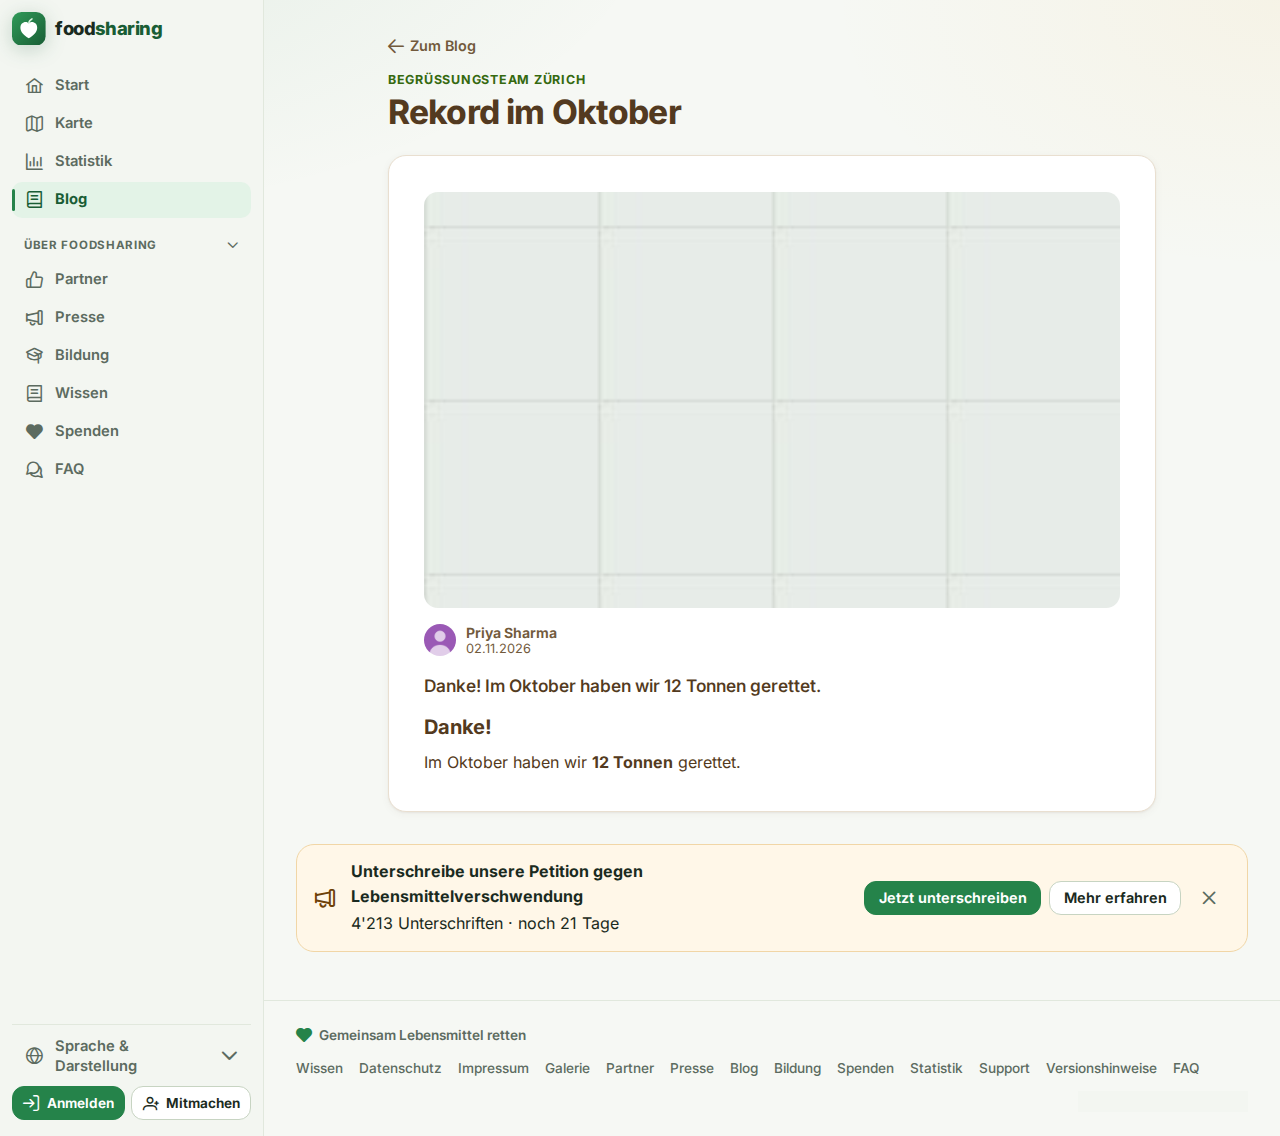 foodsharing
Start
Karte
Statistik
Blog
ÜBER FOODSHARING
Partner
Presse
Bildung
Wissen
Spenden
FAQ
Sprache &
Darstellung
Anmelden
Mitmachen
Zum Blog
BEGRÜSSUNGSTEAM ZÜRICH
Rekord im Oktober
Priya Sharma
02.11.2026
Danke! Im Oktober haben wir 12 Tonnen gerettet.
Danke!
Im Oktober haben wir 12 Tonnen gerettet.
Unterschreibe unsere Petition gegen
Lebensmittelverschwendung
4'213 Unterschriften · noch 21 Tage
Jetzt unterschreiben
Mehr erfahren
Gemeinsam Lebensmittel retten
Wissen Datenschutz Impressum Galerie Partner Presse Blog Bildung Spenden Statistik Support Versionshinweise FAQ